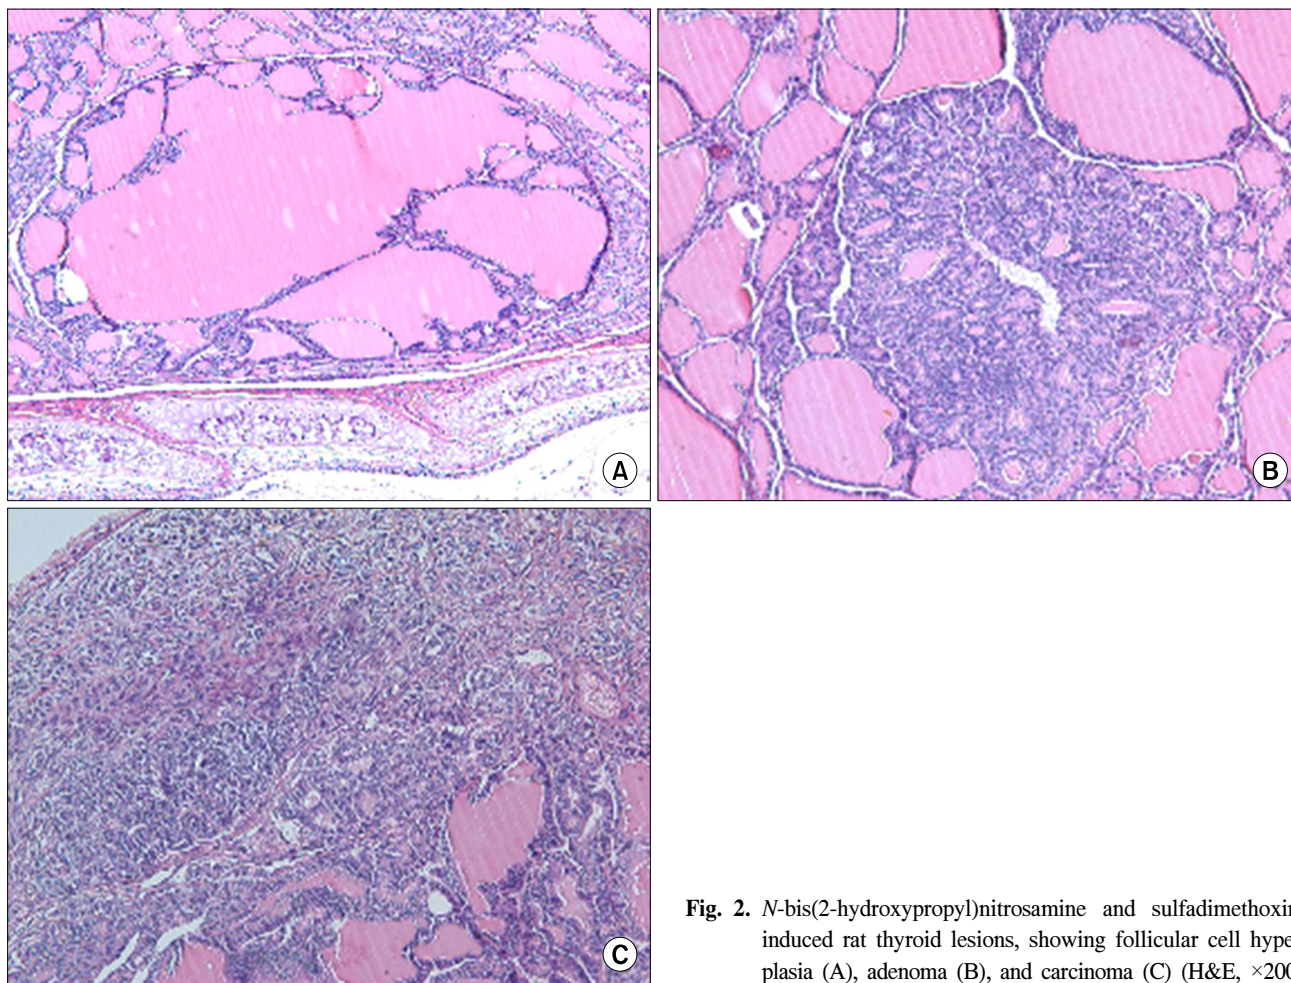 A
B
C
Fig. 2. N-bis(2-hydroxypropyl)nitrosamine and sulfadimethoxin
induced rat thyroid lesions, showing follicular cell hype
plasia (A), adenoma (B), and carcinoma (C) (H&E, ×200